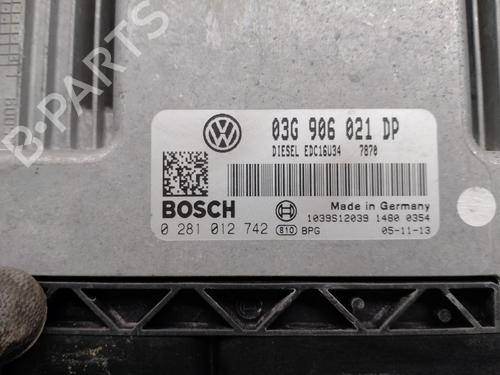 03G 906 021 DP
DIESEL EDC16U34 7870
BOSCH
Made in Germany
1039S12039 1480 0354
0 281 012 742 810 BPG 05-11-13
B-PARTS